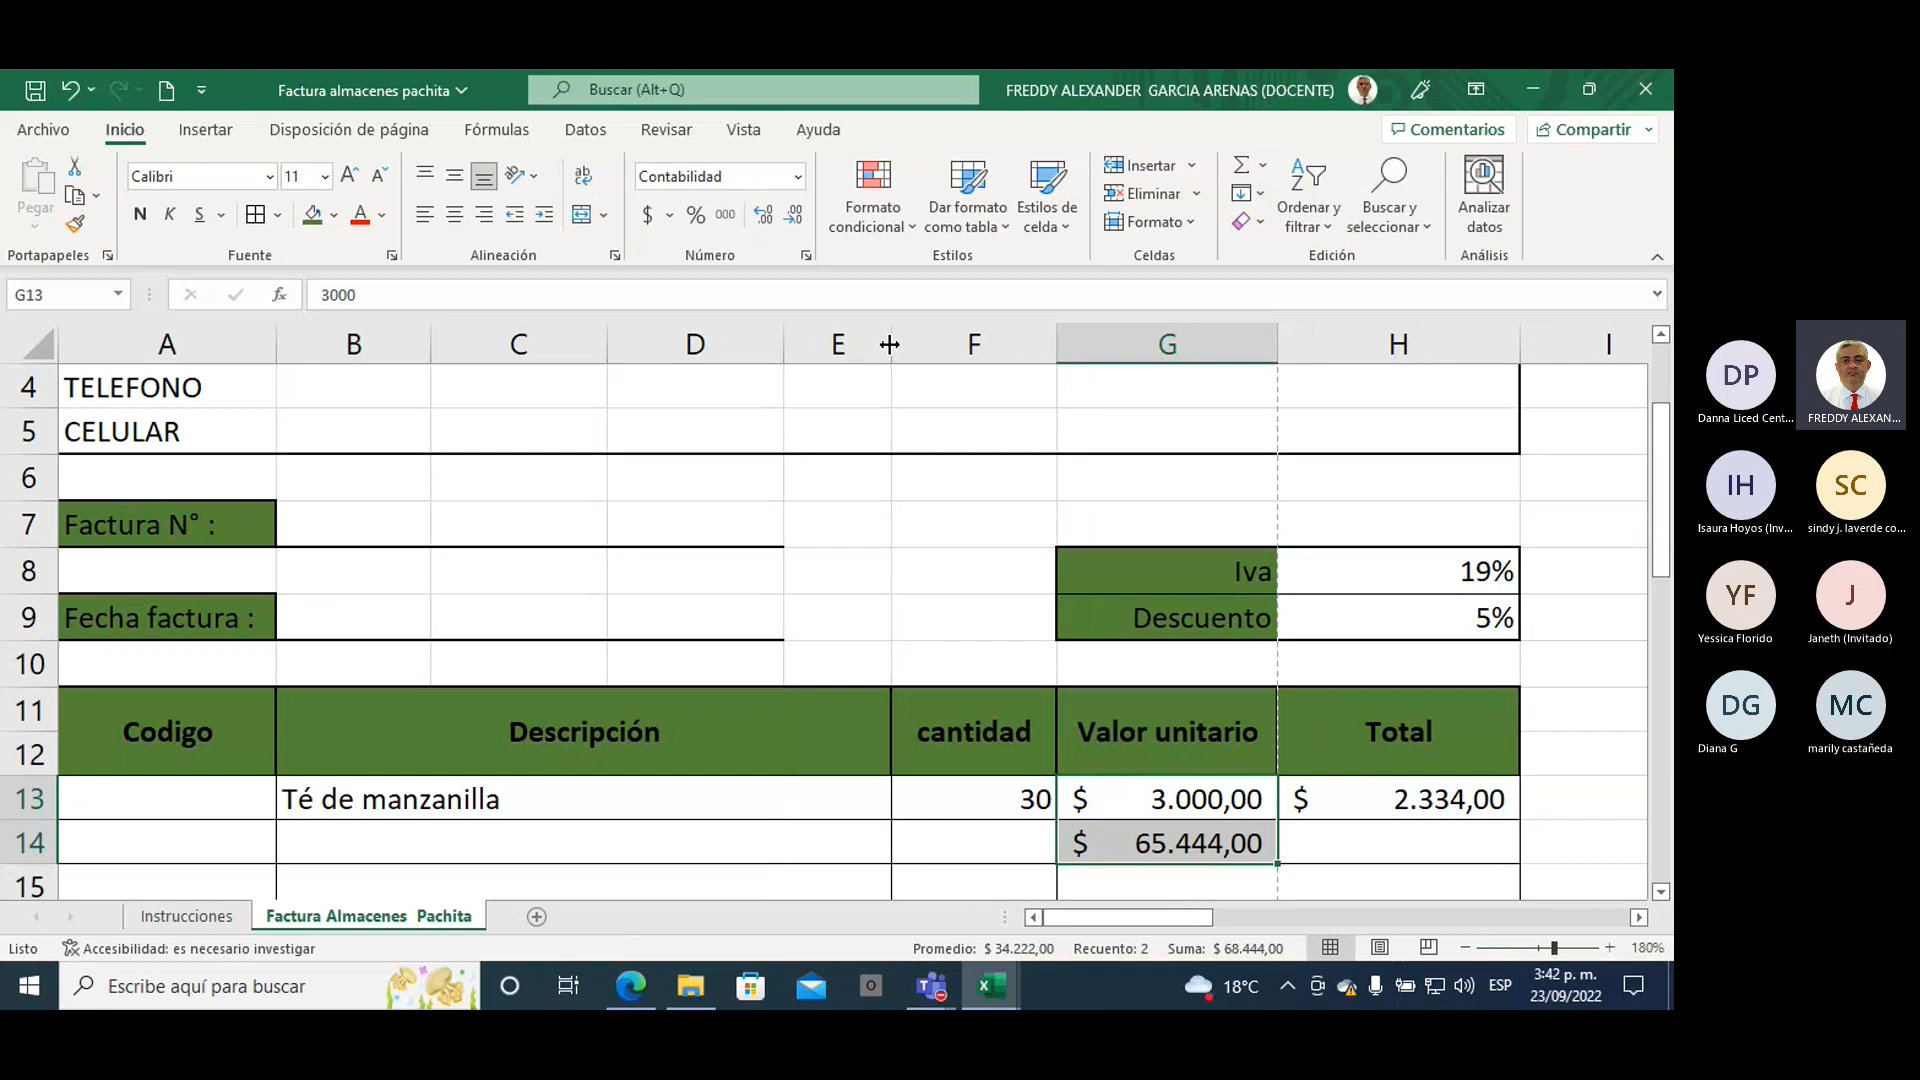 Factura almacenes pachita
Buscar (Alt+Q)
FREDDY ALEXANDER GARCIA ARENAS (DOCENTE)
Archivo Inicio Insertar Disposición de página Fórmulas Datos Revisar Vista Ayuda Comentarios Compartir
Pegar
Calibri 11
N K S
Contabilidad
$ % 000
Formato condicional
Dar formato como tabla
Estilos de celda
Insertar
Eliminar
Formato
Ordenar y filtrar
Buscar y seleccionar
Analizar datos
Portapapeles Fuente Alineación Número Estilos Celdas Edición Análisis
G13 fx 3000
A B C D E F G H I
4 TELEFONO
5 CELULAR
6
7 Factura N° :
8 Iva 19%
9 Fecha factura : Descuento 5%
10
11
12
Codigo Descripción cantidad Valor unitario Total
13 Té de manzanilla 30 $ 3.000,00 $ 2.334,00
14 $ 65.444,00
15
Instrucciones Factura Almacenes Pachita
Listo Accesibilidad: es necesario investigar Promedio: $ 34.222,00 Recuento: 2 Suma: $ 68.444,00 180%
Escribe aquí para buscar 18°C ESP 3:42 p. m.
23/09/2022
DP
Danna Liced Cent... FREDDY ALEXAN...
IH SC
Isaura Hoyos (Inv... sindy j. laverde co...
YF J
Yessica Florido Janeth (Invitado)
DG MC
Diana G marily castañeda